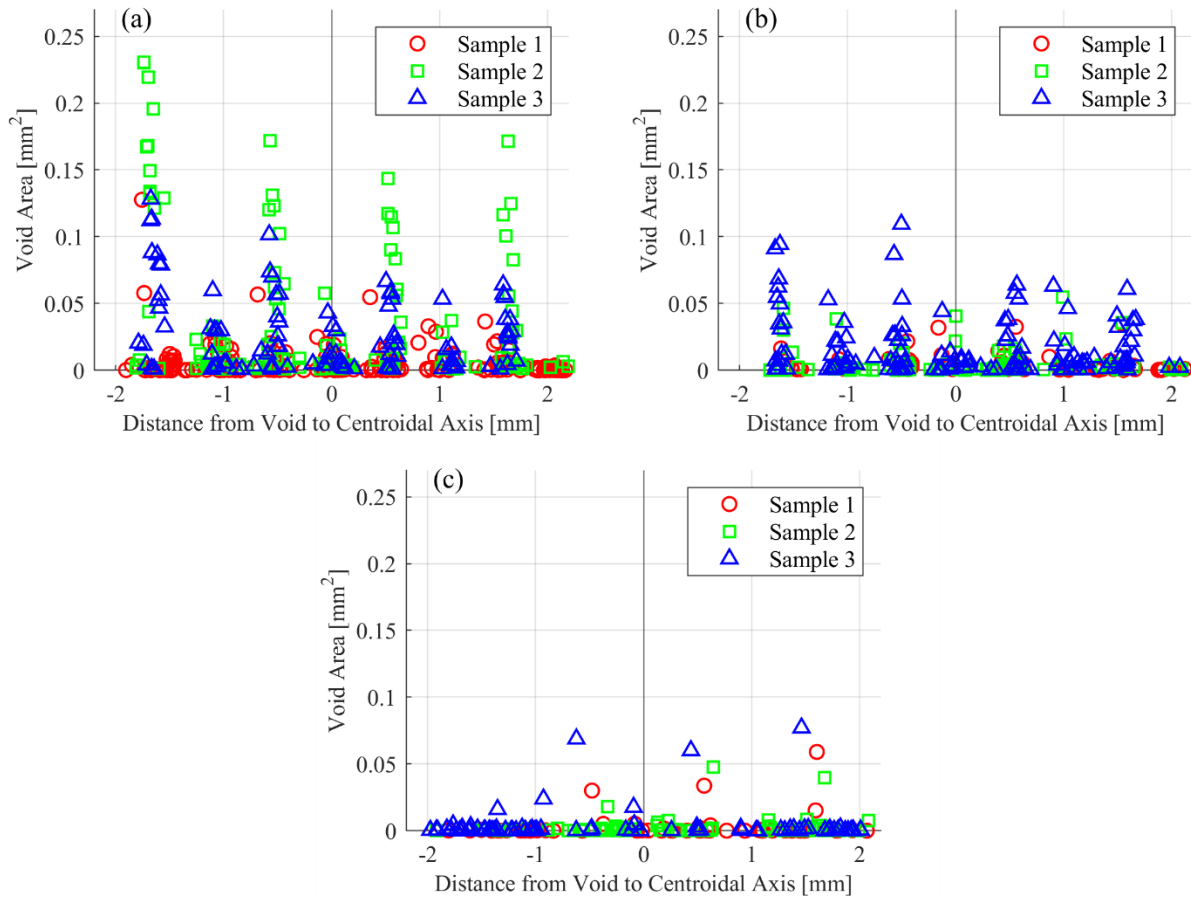 (a)
Sample 1
Sample 2
Sample 3
0.25
0.2
0.15
0.1
0.05
0
Void Area [mm²]
-2 -1 0 1 2
Distance from Void to Centroidal Axis [mm]
(b)
Sample 1
Sample 2
Sample 3
0.25
0.2
0.15
0.1
0.05
0
Void Area [mm²]
-2 -1 0 1 2
Distance from Void to Centroidal Axis [mm]
(c)
Sample 1
Sample 2
Sample 3
0.25
0.2
0.15
0.1
0.05
0
Void Area [mm²]
-2 -1 0 1 2
Distance from Void to Centroidal Axis [mm]